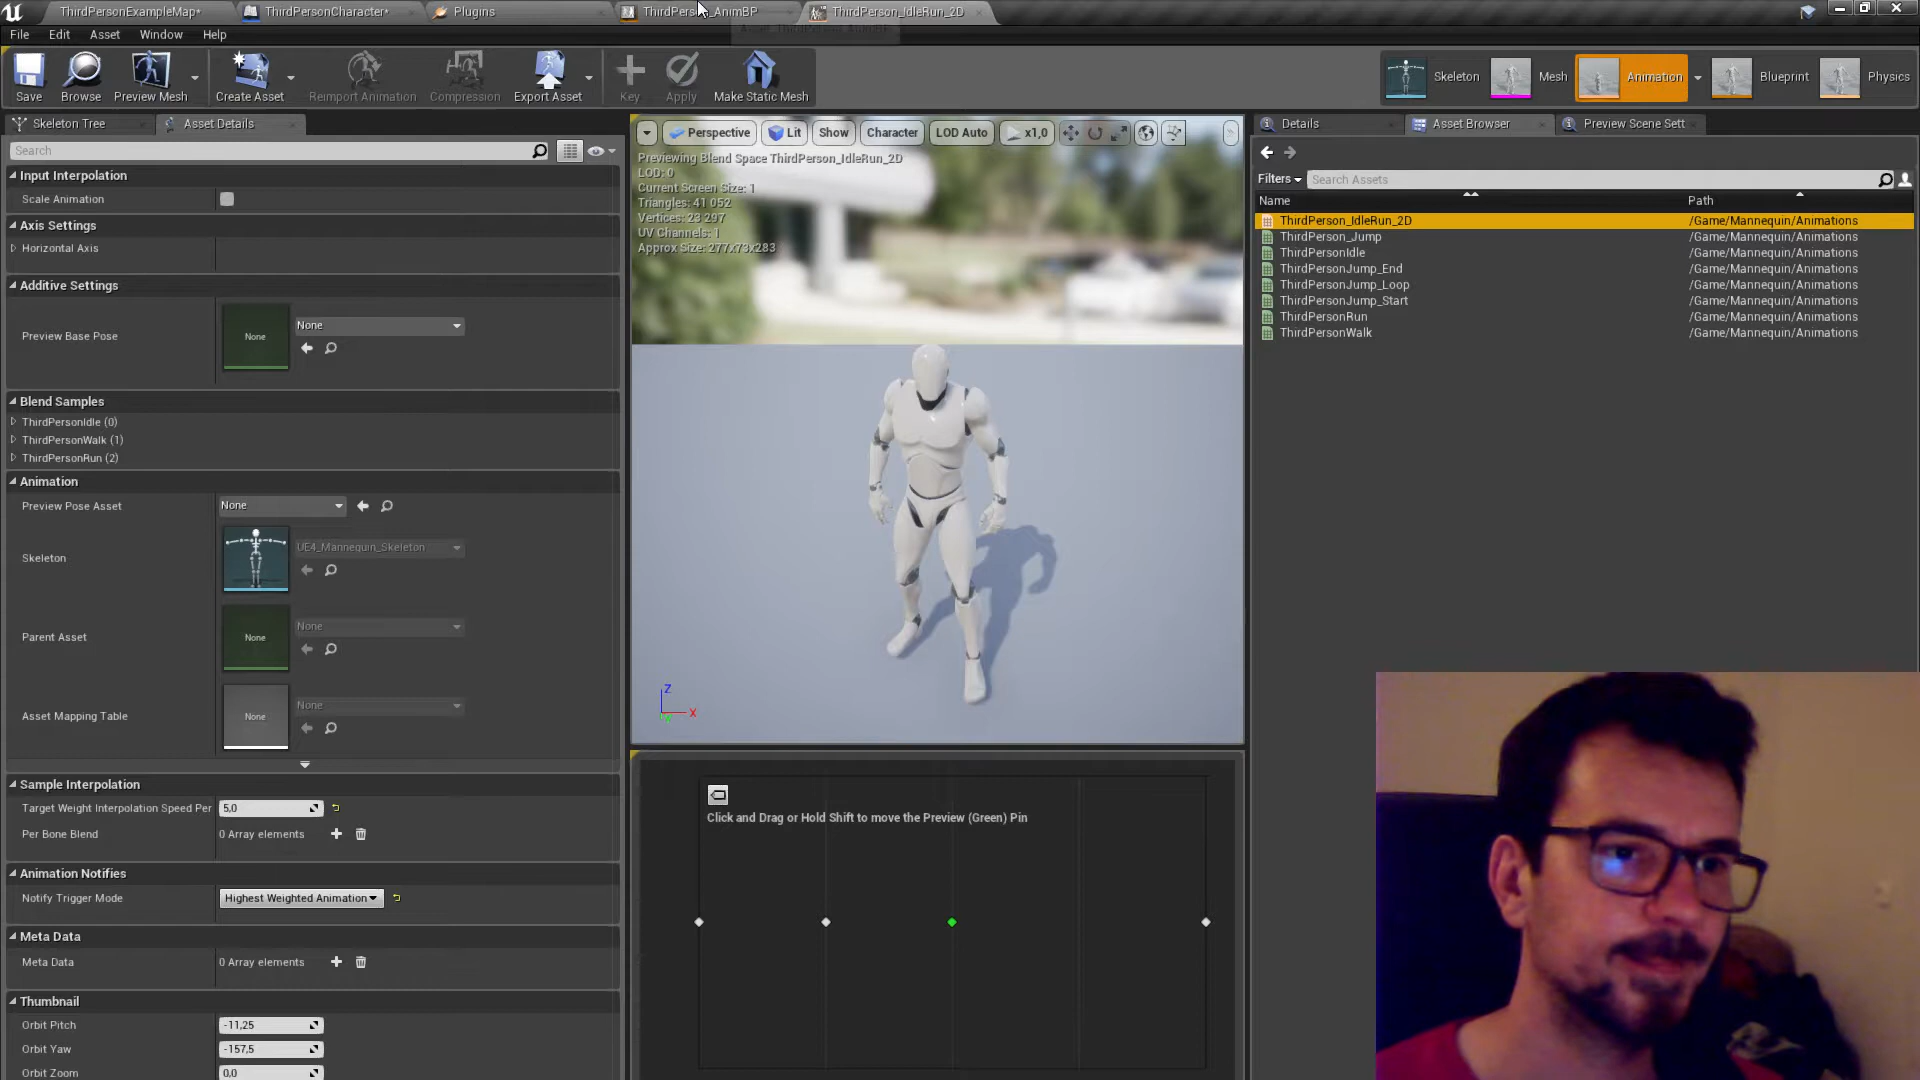 ThirdPersonExampleMap*
ThirdPersonCharacter*
Plugins
ThirdPerson_AnimBP
ThirdPerson_IdleRun_2D
File
Edit
Asset
Window
Help
Save
Browse
Preview Mesh
Create Asset
Reimport Animation
Compression
Export Asset
Key
Apply
Make Static Mesh
Skeleton
Mesh
Animation
Blueprint
Physics
Skeleton Tree
Asset Details
Search
Input Interpolation
Scale Animation
Axis Settings
Horizontal Axis
Additive Settings
Preview Base Pose
None
None
Blend Samples
ThirdPersonIdle (0)
ThirdPersonWalk (1)
ThirdPersonRun (2)
Animation
Preview Pose Asset
None
Skeleton
UE4_Mannequin_Skeleton
Parent Asset
None
None
Asset Mapping Table
None
None
Sample Interpolation
Target Weight Interpolation Speed Per
5,0
Per Bone Blend
0 Array elements
Animation Notifies
Notify Trigger Mode
Highest Weighted Animation
Meta Data
Meta Data
0 Array elements
Thumbnail
Orbit Pitch
-11,25
Orbit Yaw
-157,5
Orbit Zoom
0,0
Perspective
Lit
Show
Character
LOD Auto
x1,0
Previewing Blend Space ThirdPerson_IdleRun_2D
LOD: 0
Current Screen Size: 1
Triangles: 41 052
Vertices: 23 297
UV Channels: 1
Approx Size: 277x73x283
Z
X
Click and Drag or Hold Shift to move the Preview (Green) Pin
Details
Asset Browser
Preview Scene Sett
Filters
Search Assets
Name
Path
ThirdPerson_IdleRun_2D /Game/Mannequin/Animations
ThirdPerson_Jump /Game/Mannequin/Animations
ThirdPersonIdle /Game/Mannequin/Animations
ThirdPersonJump_End /Game/Mannequin/Animations
ThirdPersonJump_Loop /Game/Mannequin/Animations
ThirdPersonJump_Start /Game/Mannequin/Animations
ThirdPersonRun /Game/Mannequin/Animations
ThirdPersonWalk /Game/Mannequin/Animations